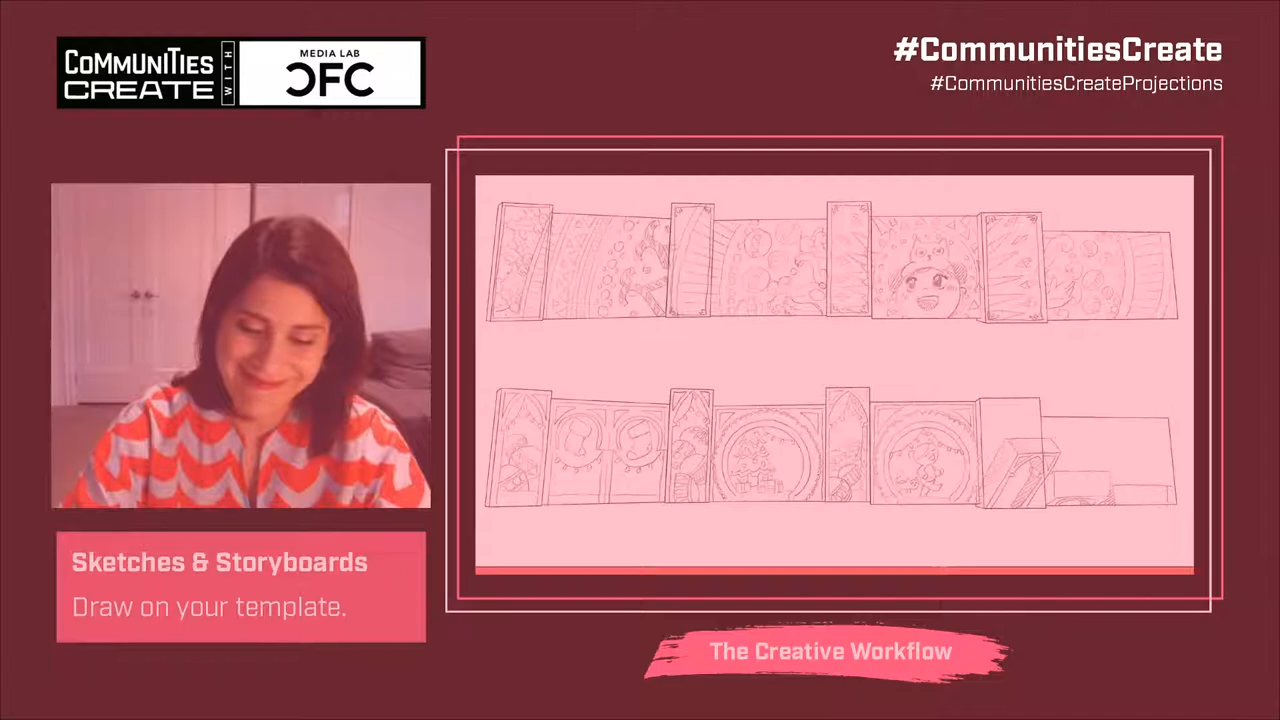 COMMUNITIES
CREATE
WITH
MEDIA LAB
CFC
#CommunitiesCreate
#CommunitiesCreateProjections
Sketches & Storyboards
Draw on your template.
The Creative Workflow